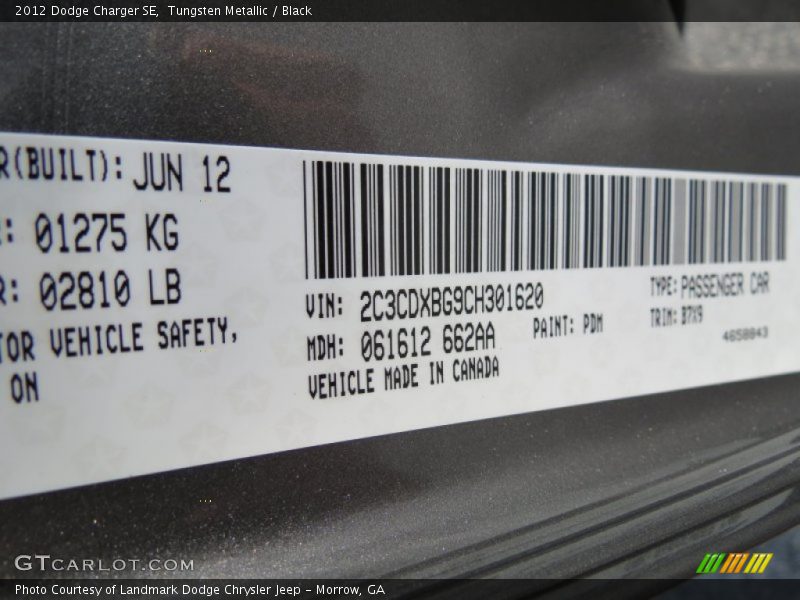 2012 Dodge Charger SE, Tungsten Metallic / Black
R(BUILT): JUN 12
: 01275 KG
R: 02810 LB
TOR VEHICLE SAFETY,
ON
VIN: 2C3CDXBG9CH301620
MDH: 061612 662AA
PAINT: PDM
VEHICLE MADE IN CANADA
TYPE: PASSENGER CAR
TRIM: B7X9
4658843
GTCARLOT.COM
Photo Courtesy of Landmark Dodge Chrysler Jeep – Morrow, GA